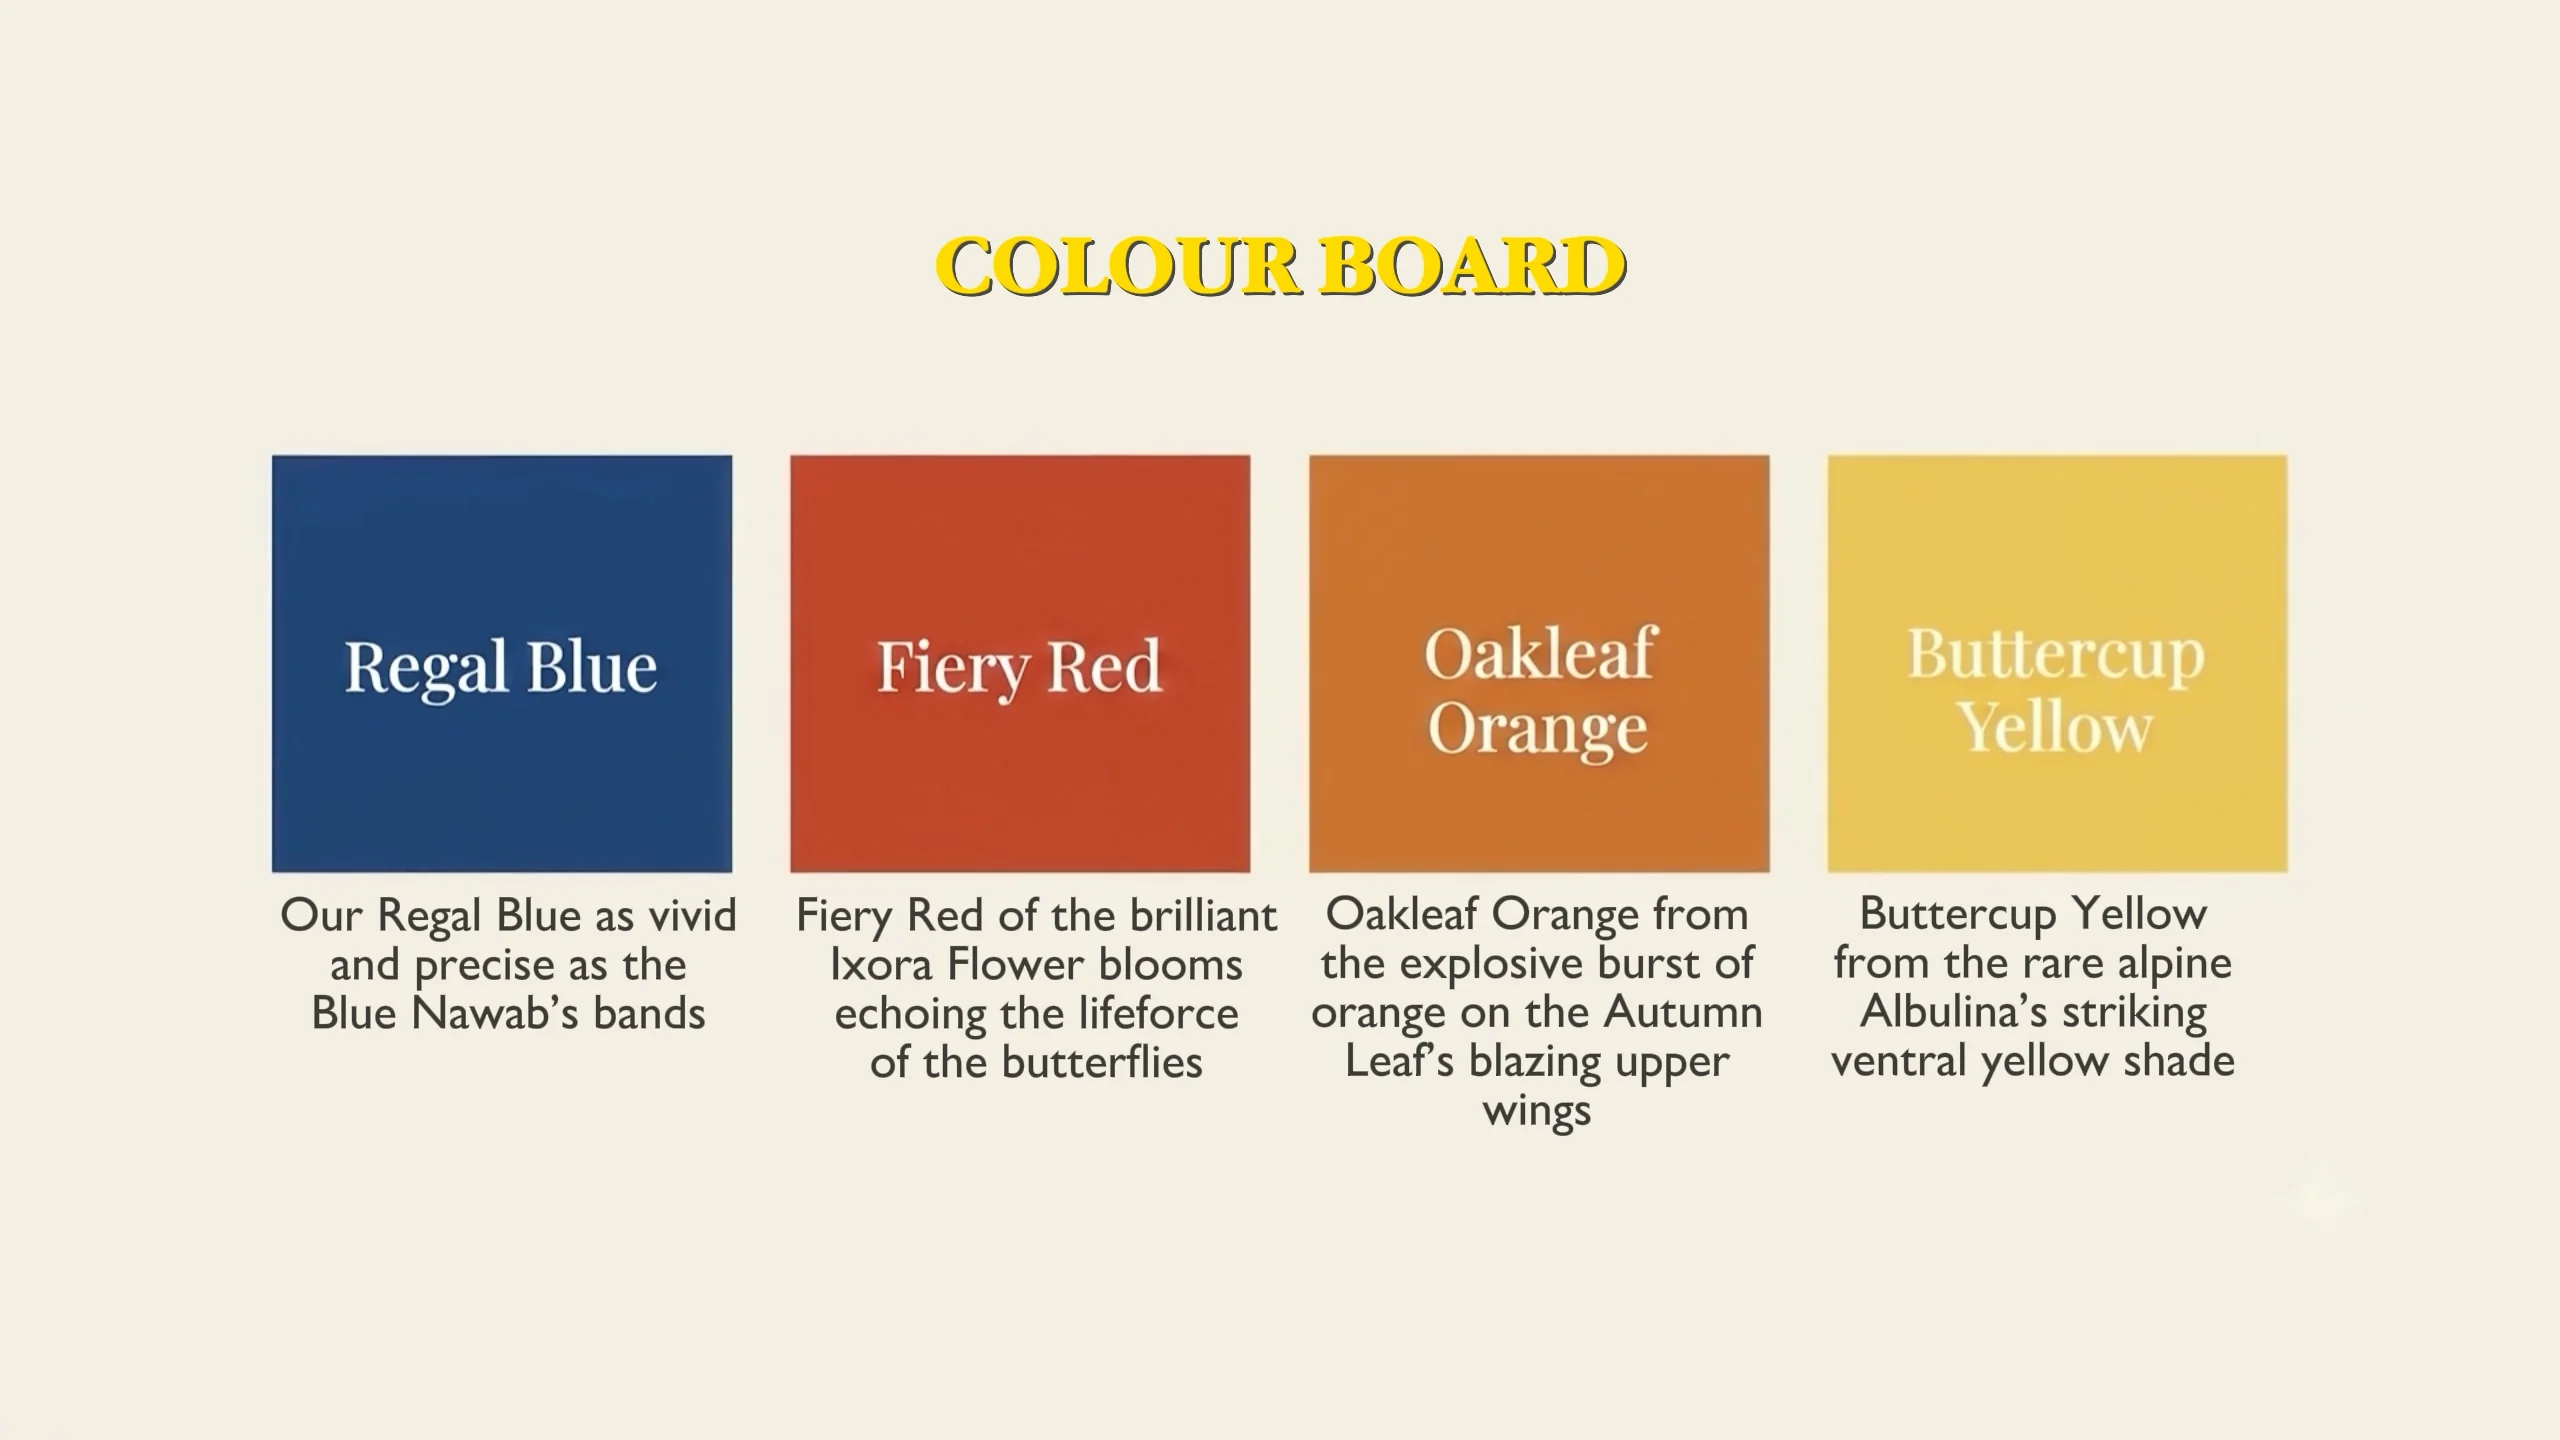 COLOUR BOARD
Regal Blue
Our Regal Blue as vivid
and precise as the
Blue Nawab’s bands
Fiery Red
Fiery Red of the brilliant
Ixora Flower blooms
echoing the lifeforce
of the butterflies
Oakleaf
Orange
Oakleaf Orange from
the explosive burst of
orange on the Autumn
Leaf’s blazing upper
wings
Buttercup
Yellow
Buttercup Yellow
from the rare alpine
Albulina’s striking
ventral yellow shade